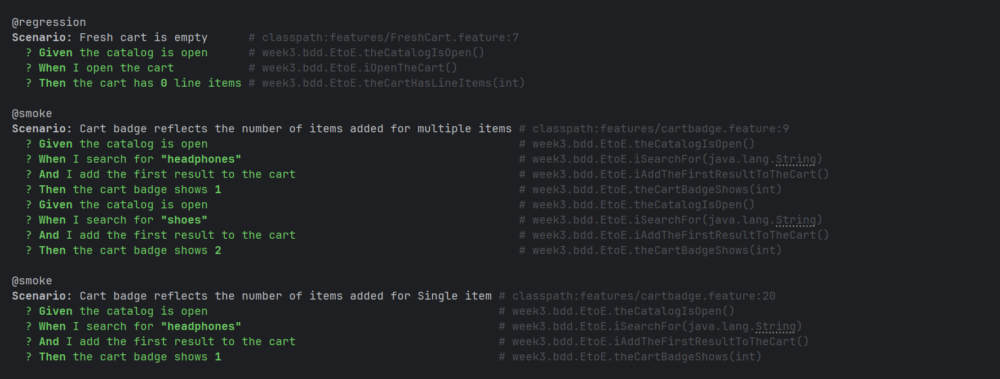 @regression
Scenario: Fresh cart is empty # classpath:features/FreshCart.feature:7
? Given the catalog is open # week3.bdd.EtoE.theCatalogIsOpen()
? When I open the cart # week3.bdd.EtoE.iOpenTheCart()
? Then the cart has 0 line items # week3.bdd.EtoE.theCartHasLineItems(int)
@smoke
Scenario: Cart badge reflects the number of items added for multiple items # classpath:features/cartbadge.feature:9
? Given the catalog is open # week3.bdd.EtoE.theCatalogIsOpen()
? When I search for "headphones" # week3.bdd.EtoE.iSearchFor(java.lang.String)
? And I add the first result to the cart # week3.bdd.EtoE.iAddTheFirstResultToTheCart()
? Then the cart badge shows 1 # week3.bdd.EtoE.theCartBadgeShows(int)
? Given the catalog is open # week3.bdd.EtoE.theCatalogIsOpen()
? When I search for "shoes" # week3.bdd.EtoE.iSearchFor(java.lang.String)
? And I add the first result to the cart # week3.bdd.EtoE.iAddTheFirstResultToTheCart()
? Then the cart badge shows 2 # week3.bdd.EtoE.theCartBadgeShows(int)
@smoke
Scenario: Cart badge reflects the number of items added for Single item # classpath:features/cartbadge.feature:20
? Given the catalog is open # week3.bdd.EtoE.theCatalogIsOpen()
? When I search for "headphones" # week3.bdd.EtoE.iSearchFor(java.lang.String)
? And I add the first result to the cart # week3.bdd.EtoE.iAddTheFirstResultToTheCart()
? Then the cart badge shows 1 # week3.bdd.EtoE.theCartBadgeShows(int)